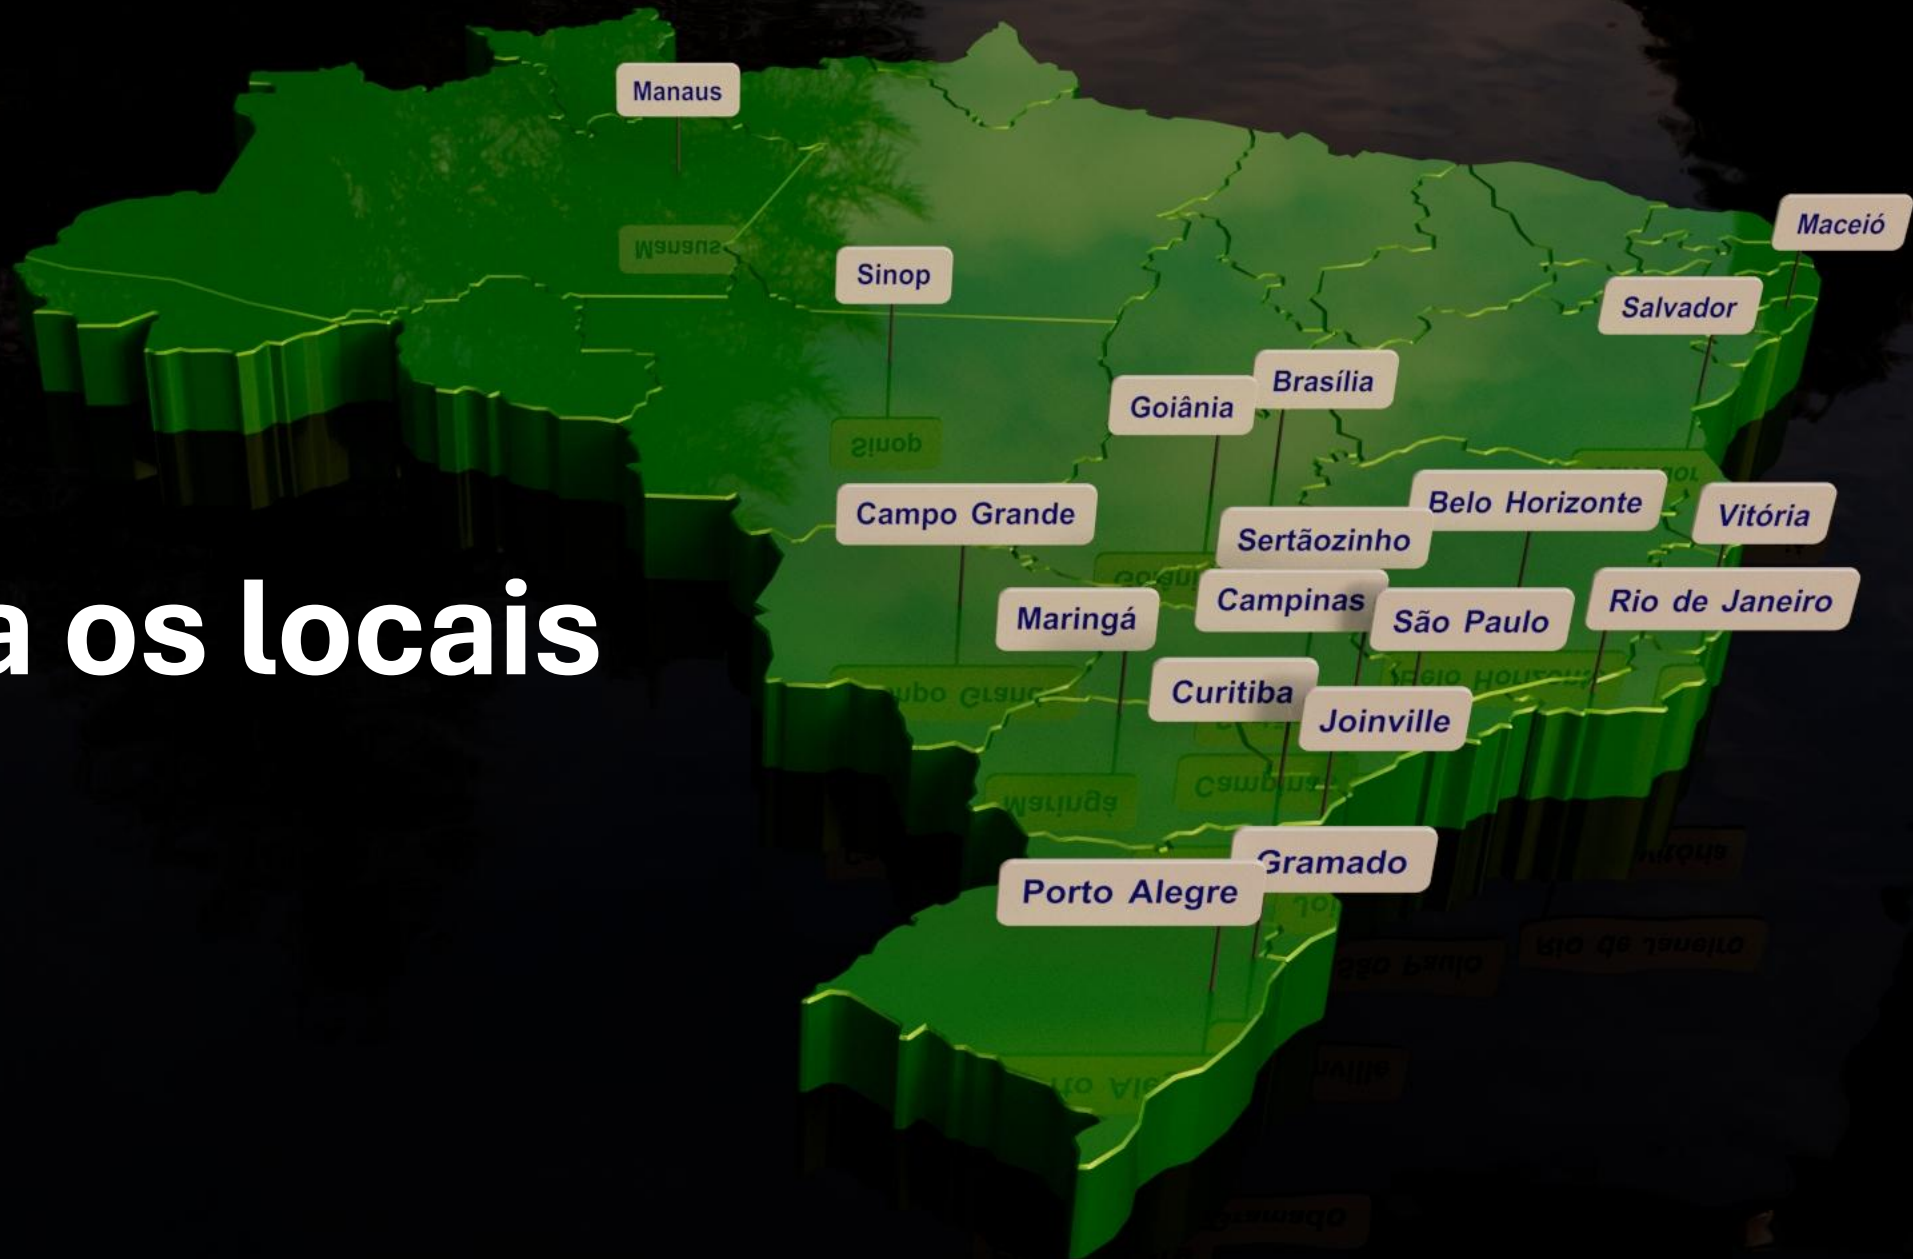 Manaus
Maceió
Sinop
Salvador
Brasília
Goiânia
Belo Horizonte
Campo Grande
Vitória
Sertãozinho
Campinas
Rio de Janeiro
Maringá
São Paulo
a os locais
Curitiba
Joinville
Gramado
Porto Alegre